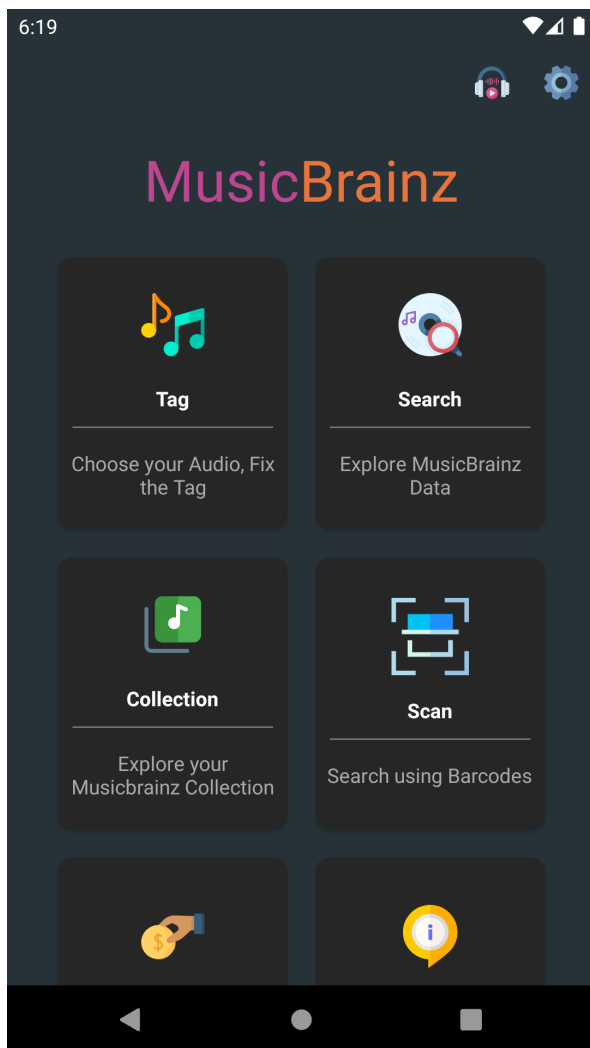 6:19
MusicBrainz
Tag
Choose your Audio, Fix
the Tag
Search
Explore MusicBrainz
Data
Collection
Explore your
Musicbrainz Collection
Scan
Search using Barcodes
$
i